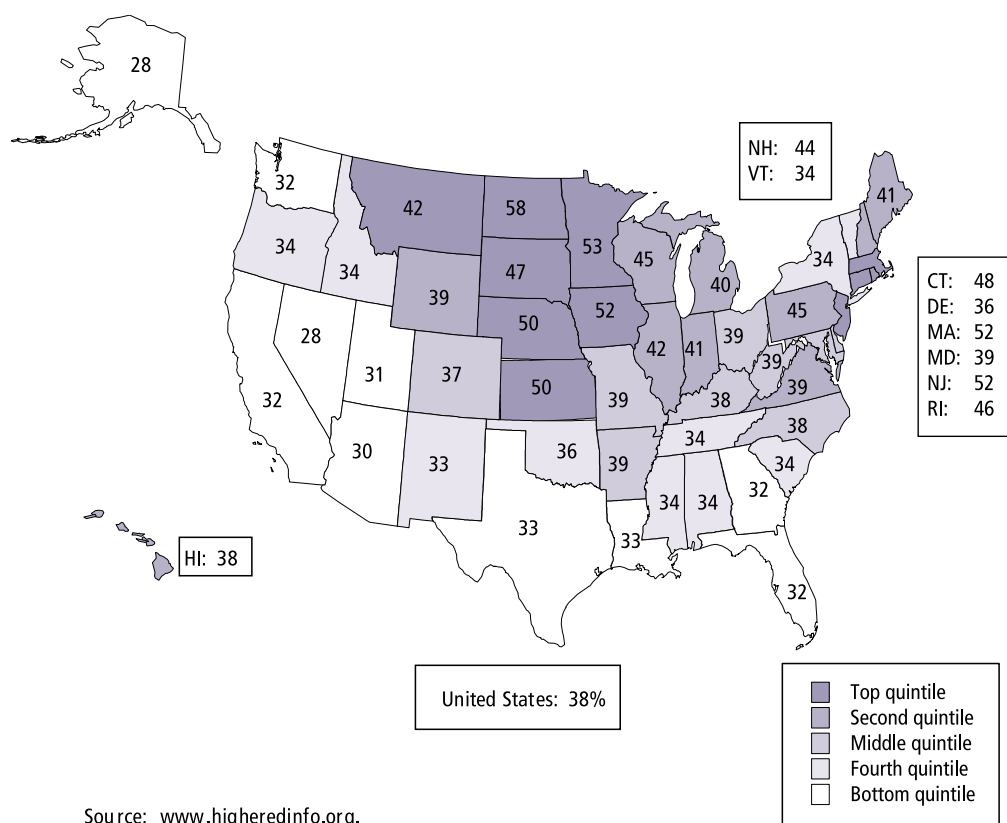 28
NH: 44
VT: 34
32
42
58
41
53
34
34
47
45
34
39
40
CT: 48
DE: 36
MA: 52
MD: 39
NJ: 52
RI: 46
50
52
45
28
42
41
39
31
37
39
50
32
39
38
39
38
30
33
36
39
34
34
34
34
32
33
33
HI: 38
32
United States: 38%
Top quintile
Second quintile
Middle quintile
Fourth quintile
Bottom quintile
Source: www.higheredinfo.org.